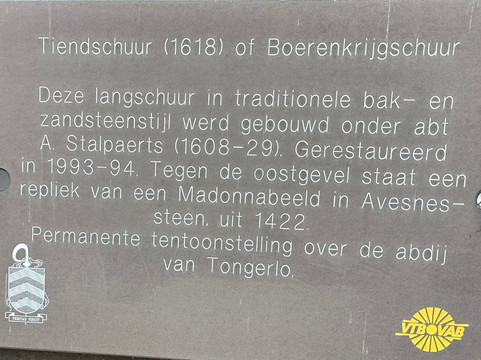 Tiendschuur (1618) of Boerenkrijgschuur
Deze langschuur in traditionele bak- en
zandsteenstijl werd gebouwd onder abt
A. Stalpaerts (1608-29). Gerestaureerd
in 1993-94. Tegen de oostgevel staat een
repliek van een Madonnabeeld in Avesnes-
steen, uit 1422.
Permanente tentoonstelling over de abdij
van Tongerlo.
VTBOVAB